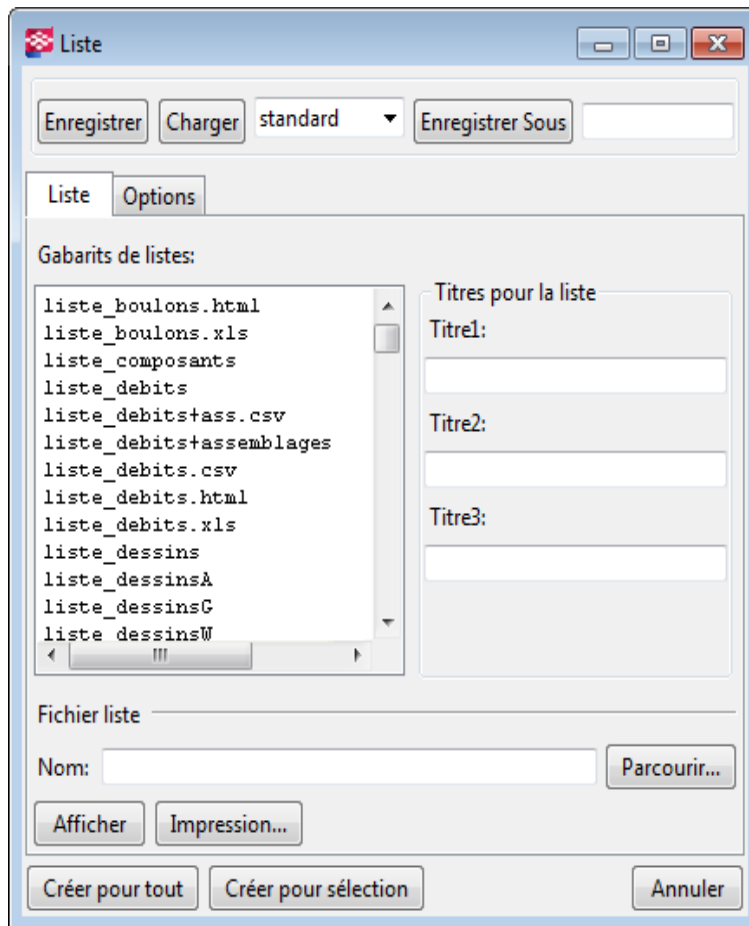 Liste
Enregistrer Charger standard Enregistrer Sous
Liste Options
Gabarits de listes:
Titres pour la liste
liste_boulons.html
liste_boulons.xls
liste_composants
liste_debits
liste_debits+ass.csv
liste_debits+assemblages
liste_debits.csv
liste_debits.html
liste_debits.xls
liste_dessins
liste_dessinsA
liste_dessinsG
liste_dessinsW
Titre1:
Titre2:
Titre3:
Fichier liste
Nom: Parcourir...
Afficher Impression...
Créer pour tout Créer pour sélection Annuler